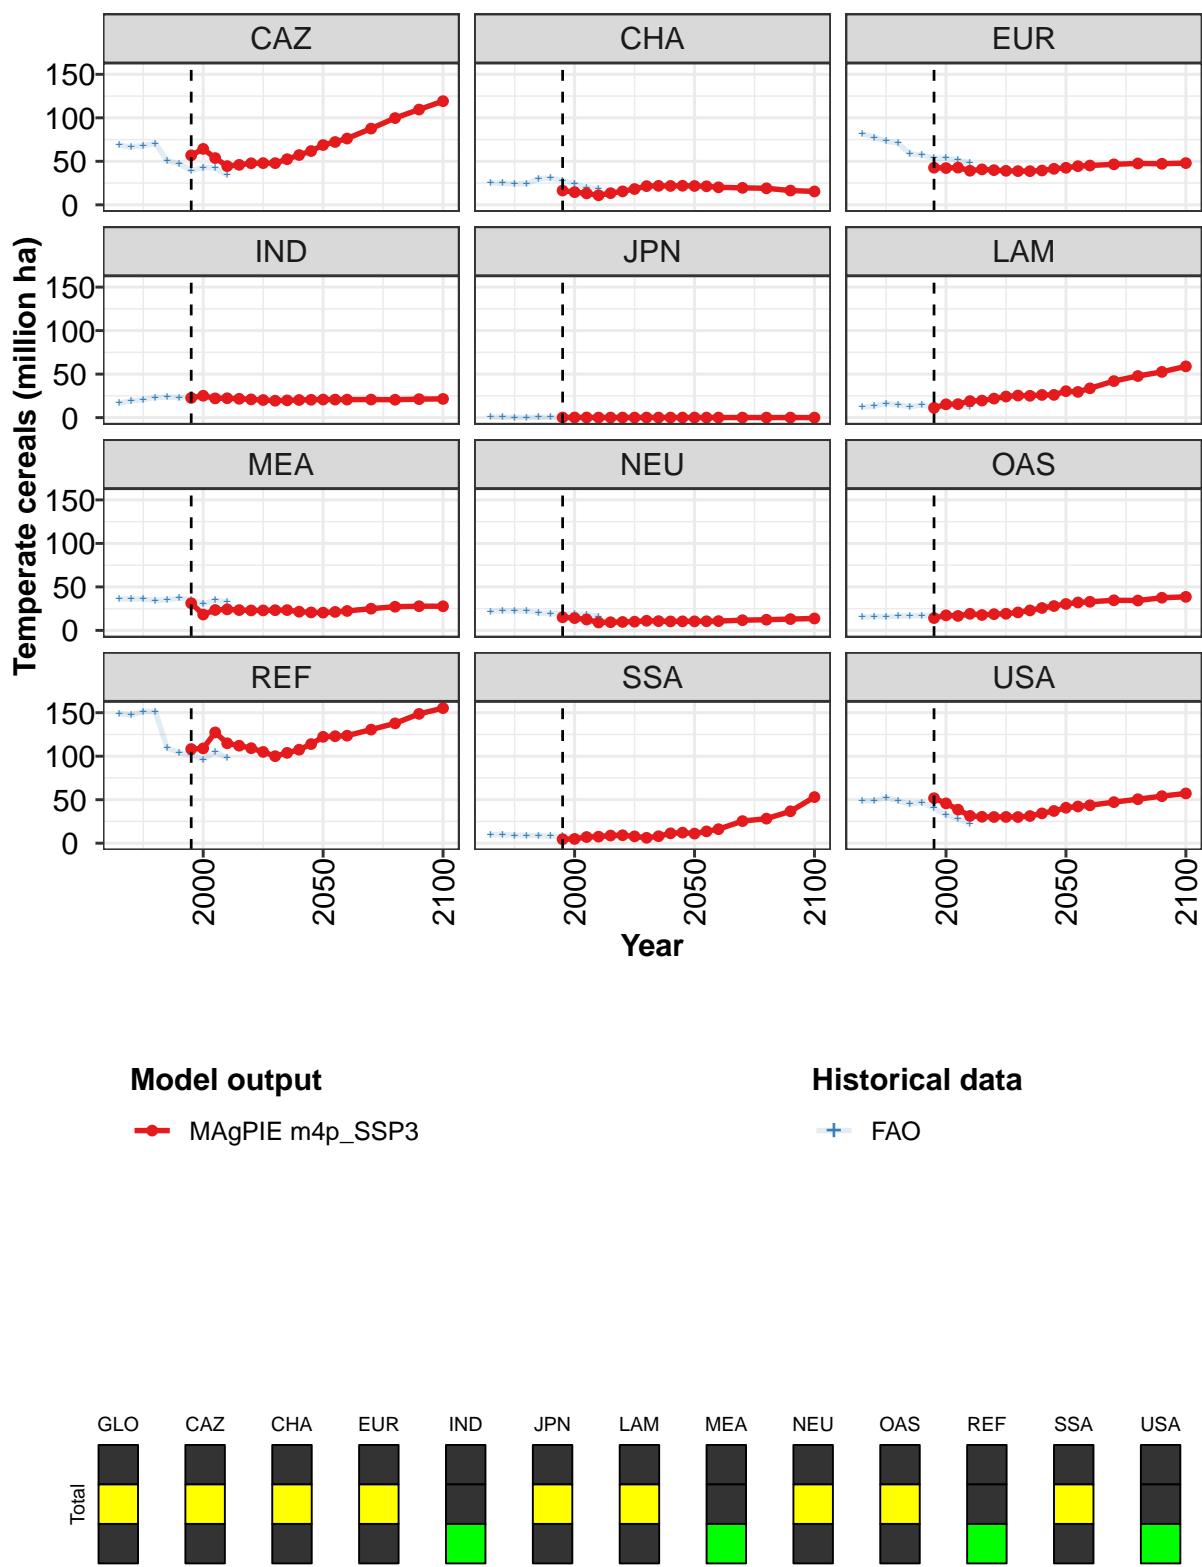 CAZ CHA EUR
150
100
50
0
IND JPN LAM
150
100
50
0
MEA NEU OAS
150
100
50
0
REF SSA USA
150
100
50
0
2000 2050 2100 2000 2050 2100 2000 2050 2100
Year
Temperate cereals (million ha)
Model output Historical data
MAgPIE m4p_SSP3 FAO
GLO CAZ CHA EUR IND JPN LAM MEA NEU OAS REF SSA USA
Total